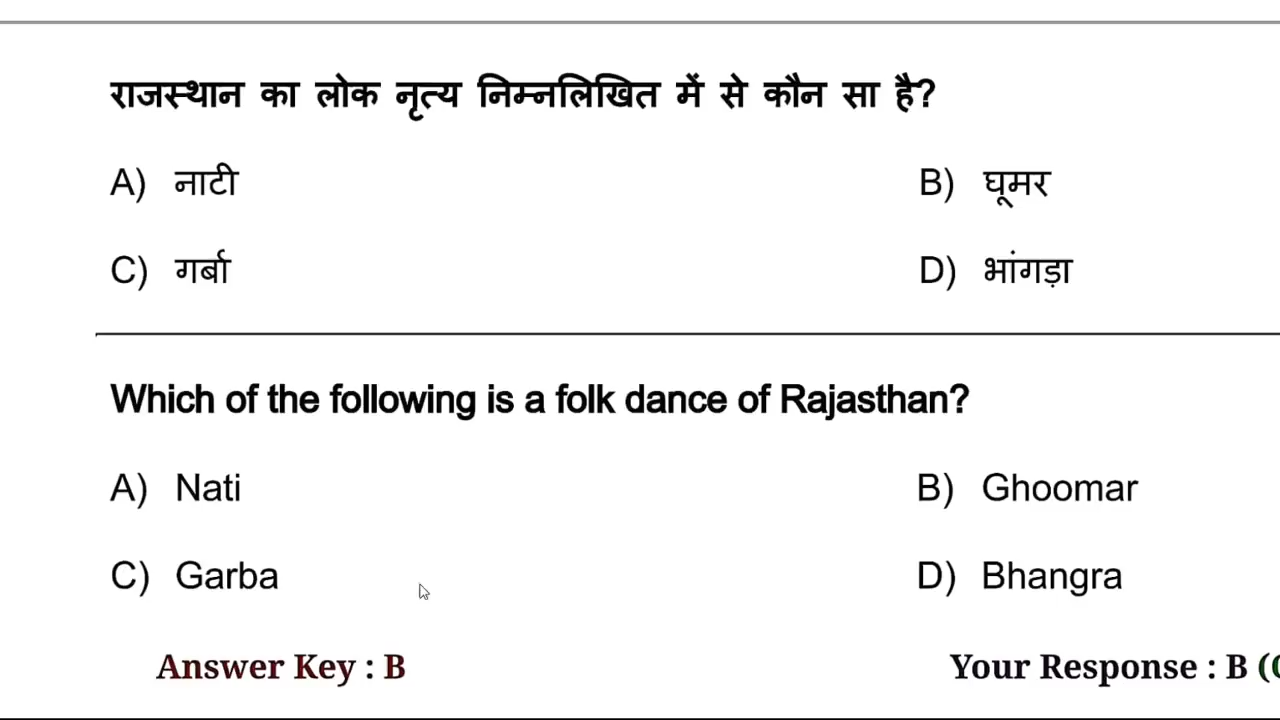 राजस्थान का लोक नृत्य निम्नलिखित में से कौन सा है?
A) नाटी B) घूमर
C) गर्बा D) भांगड़ा
Which of the following is a folk dance of Rajasthan?
A) Nati B) Ghoomar
C) Garba D) Bhangra
Answer Key : B Your Response : B (